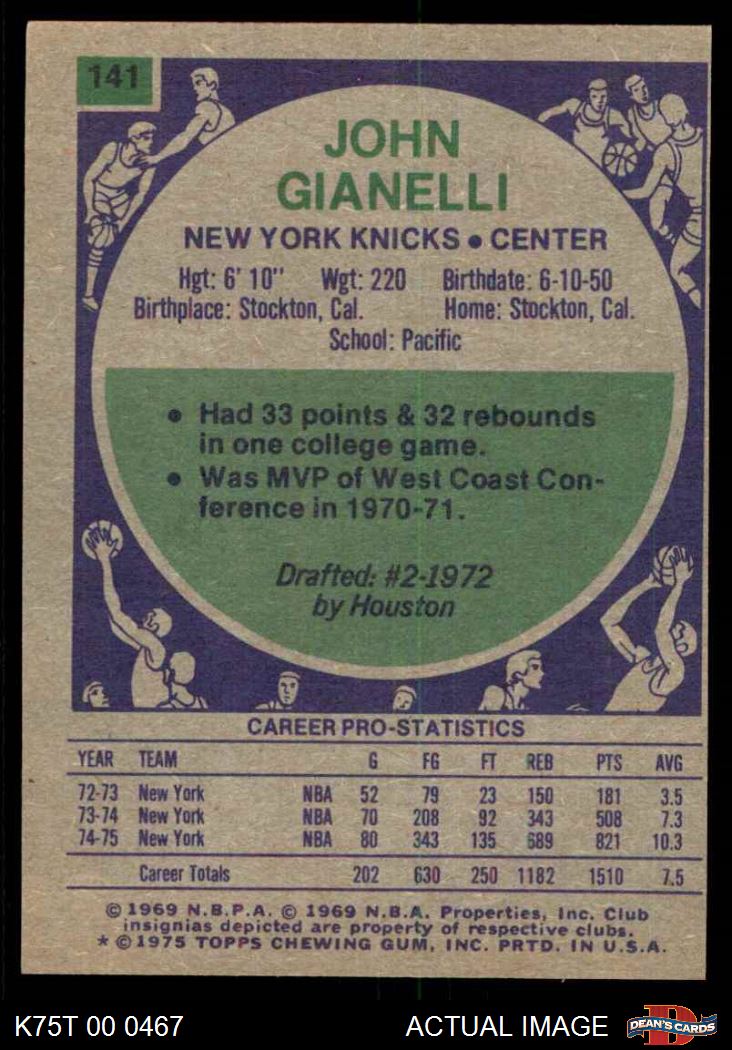 141
JOHN
GIANELLI
NEW YORK KNICKS • CENTER
Hgt: 6' 10" Wgt: 220 Birthdate: 6-10-50
Birthplace: Stockton, Cal. Home: Stockton, Cal.
School: Pacific
• Had 33 points & 32 rebounds
in one college game.
• Was MVP of West Coast Con-
ference in 1970-71.
Drafted: #2-1972
by Houston
CAREER PRO-STATISTICS
YEAR TEAM G FG FT REB PTS AVG
72-73 New York NBA 52 79 23 150 181 3.5
73-74 New York NBA 70 208 92 343 508 7.3
74-75 New York NBA 80 343 135 689 821 10.3
Career Totals 202 630 250 1182 1510 7.5
© 1969 N.B.P.A. © 1969 N.B.A. Properties, Inc. Club
insignias depicted are property of respective clubs.
* © 1975 TOPPS CHEWING GUM, INC. PRTD. IN U.S.A.
K75T 00 0467 ACTUAL IMAGE D DEAN'S CARDS